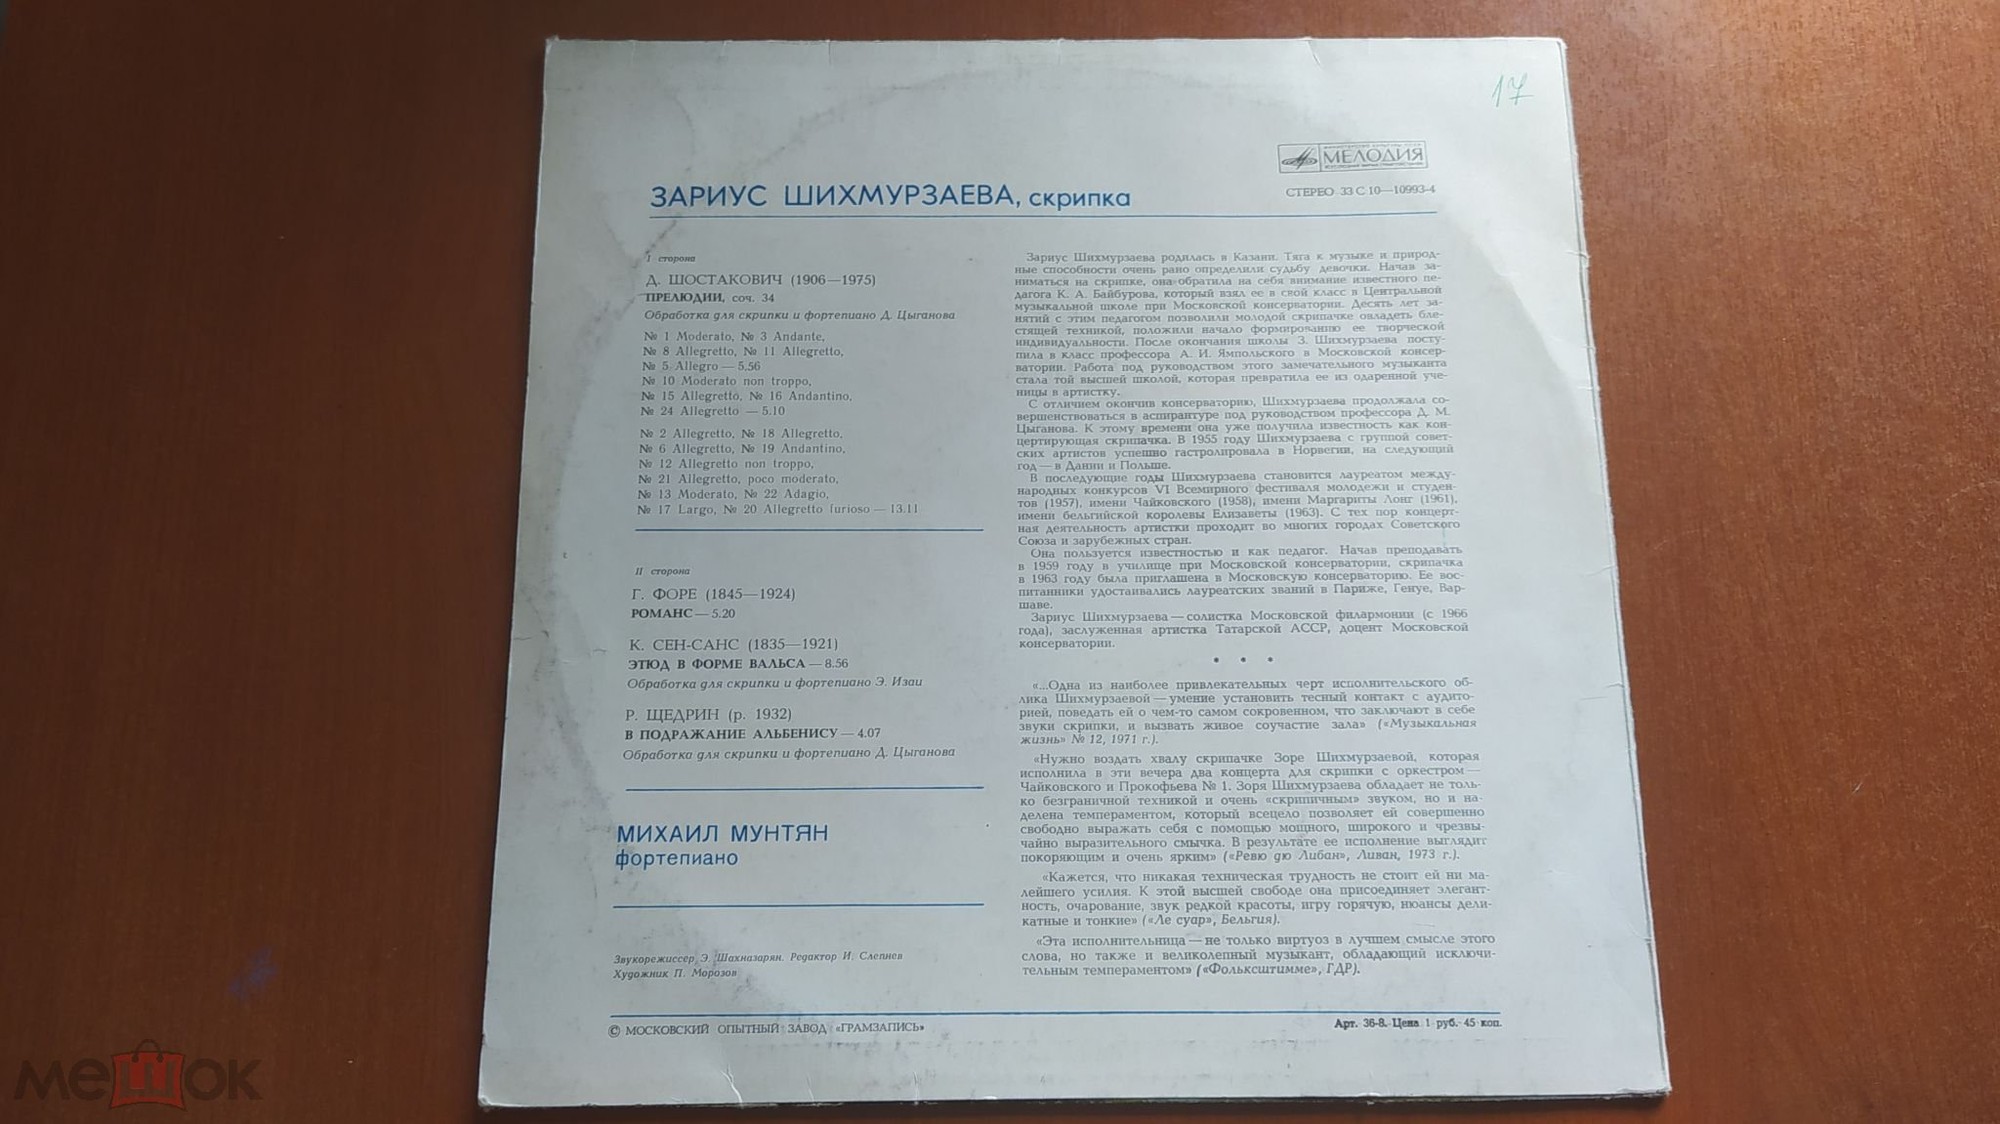 17
МЕЛОДИЯ
ЗАРИУС ШИХМУРЗАЕВА, скрипка
СТЕРЕО 33 С 10—10993-4
I сторона
Д. ШОСТАКОВИЧ (1906—1975)
ПРЕЛЮДИИ, соч. 34
Обработка для скрипки и фортепиано Д. Цыганова
№ 1 Moderato, № 3 Andante,
№ 8 Allegretto, № 11 Allegretto,
№ 5 Allegro — 5.56
№ 10 Moderato non troppo,
№ 15 Allegretto, № 16 Andantino,
№ 24 Allegretto — 5.10
№ 2 Allegretto, № 18 Allegretto,
№ 6 Allegretto, № 19 Andantino,
№ 12 Allegretto non troppo,
№ 21 Allegretto, poco moderato,
№ 13 Moderato, № 22 Adagio,
№ 17 Largo, № 20 Allegretto furioso — 13.11
II сторона
Г. ФОРЕ (1845—1924)
РОМАНС — 5.20
К. СЕН-САНС (1835—1921)
ЭТЮД В ФОРМЕ ВАЛЬСА — 8.56
Обработка для скрипки и фортепиано Э. Изаи
Р. ЩЕДРИН (р. 1932)
В ПОДРАЖАНИЕ АЛЬБЕНИСУ — 4.07
Обработка для скрипки и фортепиано Д. Цыганова
МИХАИЛ МУНТЯН
фортепиано
Звукорежиссер Э. Шахназарян. Редактор И. Слепнев
Художник П. Морозов
Зариус Шихмурзаева родилась в Казани. Тяга к музыке и природ-
ные способности очень рано определили судьбу девочки. Начав за-
ниматься на скрипке, она обратила на себя внимание известного пе-
дагога К. А. Байбурова, который взял ее в свой класс в Центральной
музыкальной школе при Московской консерватории. Десять лет за-
нятий с этим педагогом позволили молодой скрипачке овладеть бле-
стящей техникой, положили начало формированию ее творческой
индивидуальности. После окончания школы З. Шихмурзаева посту-
пила в класс профессора А. И. Ямпольского в Московской консер-
ватории. Работа под руководством этого замечательного музыканта
стала той высшей школой, которая превратила ее из одаренной уче-
ницы в артистку.
С отличием окончив консерваторию, Шихмурзаева продолжала со-
вершенствоваться в аспирантуре под руководством профессора Д. М.
Цыганова. К этому времени она уже получила известность как кон-
цертирующая скрипачка. В 1955 году Шихмурзаева с группой совет-
ских артистов успешно гастролировала в Норвегии, на следующий
год — в Дании и Польше.
В последующие годы Шихмурзаева становится лауреатом между-
народных конкурсов VI Всемирного фестиваля молодежи и студен-
тов (1957), имени Чайковского (1958), имени Маргариты Лонг (1961),
имени бельгийской королевы Елизаветы (1963). С тех пор концерт-
ная деятельность артистки проходит во многих городах Советского
Союза и зарубежных стран.
Она пользуется известностью и как педагог. Начав преподавать
в 1959 году в училище при Московской консерватории, скрипачка
в 1963 году была приглашена в Московскую консерваторию. Ее вос-
питанники удостаивались лауреатских званий в Париже, Генуе, Вар-
шаве.
Зариус Шихмурзаева — солистка Московской филармонии (с 1966
года), заслуженная артистка Татарской АССР, доцент Московской
консерватории.
• • •
«...Одна из наиболее привлекательных черт исполнительского об-
лика Шихмурзаевой — умение установить тесный контакт с аудито-
рией, поведать ей о чем-то самом сокровенном, что заключают в себе
звуки скрипки, и вызвать живое соучастие зала» («Музыкальная
жизнь» № 12, 1971 г.).
«Нужно воздать хвалу скрипачке Зоре Шихмурзаевой, которая
исполнила в эти вечера два концерта для скрипки с оркестром —
Чайковского и Прокофьева № 1. Зоря Шихмурзаева обладает не толь-
ко безграничной техникой и очень «скрипичным» звуком, но и на-
делена темпераментом, который всецело позволяет ей совершенно
свободно выражать себя с помощью мощного, широкого и чрезвы-
чайно выразительного смычка. В результате ее исполнение выглядит
покоряющим и очень ярким» («Ревю дю Либан», Ливан, 1973 г.).
«Кажется, что никакая техническая трудность не стоит ей ни ма-
лейшего усилия. К этой высшей свободе она присоединяет элегант-
ность, очарование, звук редкой красоты, игру горячую, нюансы дели-
катные и тонкие» («Ле суар», Бельгия).
«Эта исполнительница — не только виртуоз в лучшем смысле этого
слова, но также и великолепный музыкант, обладающий исключи-
тельным темпераментом» («Фольксштимме», ГДР).
© МОСКОВСКИЙ ОПЫТНЫЙ ЗАВОД «ГРАМЗАПИСЬ»
Арт. 36-8. Цена 1 руб. 45 коп.
мешок